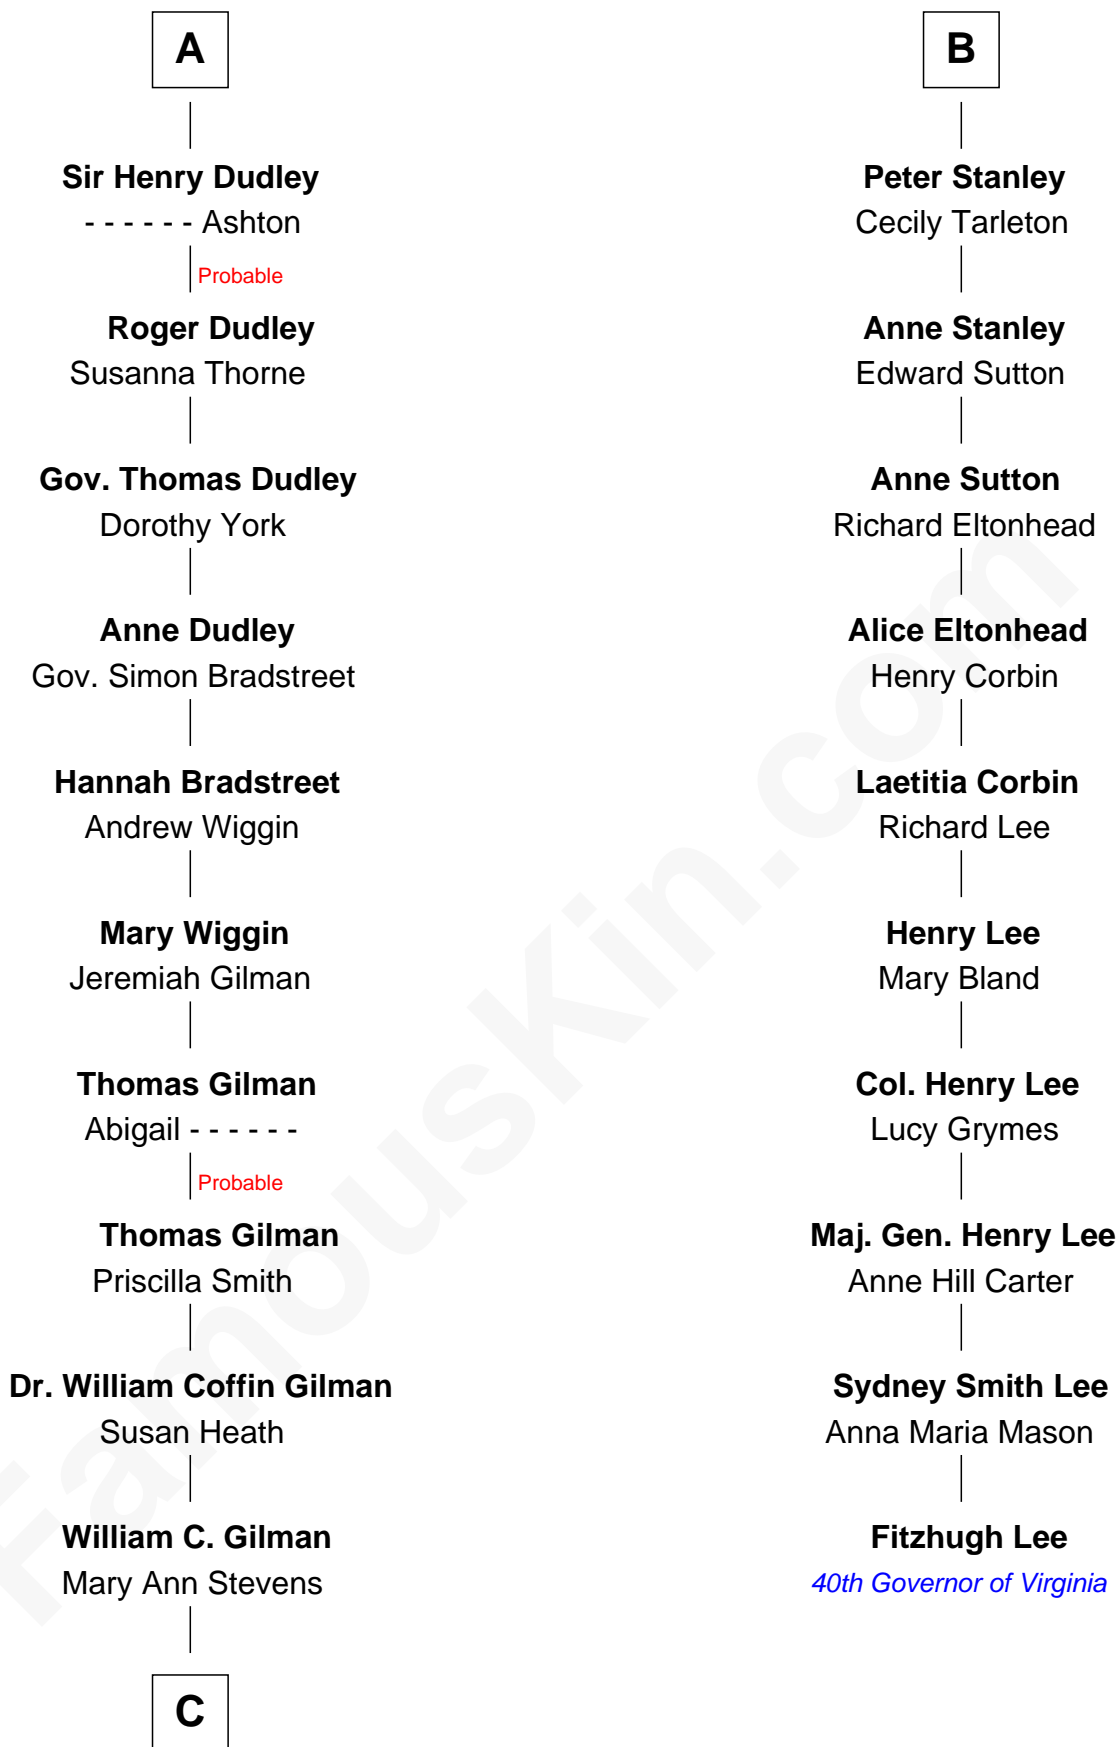 A
Sir Henry Dudley
- - - - - - Ashton
Probable
Roger Dudley
Susanna Thorne
Gov. Thomas Dudley
Dorothy York
Anne Dudley
Gov. Simon Bradstreet
Hannah Bradstreet
Andrew Wiggin
Mary Wiggin
Jeremiah Gilman
Thomas Gilman
Abigail - - - - - -
Probable
Thomas Gilman
Priscilla Smith
Dr. William Coffin Gilman
Susan Heath
William C. Gilman
Mary Ann Stevens
C
B
Peter Stanley
Cecily Tarleton
Anne Stanley
Edward Sutton
Anne Sutton
Richard Eltonhead
Alice Eltonhead
Henry Corbin
Laetitia Corbin
Richard Lee
Henry Lee
Mary Bland
Col. Henry Lee
Lucy Grymes
Maj. Gen. Henry Lee
Anne Hill Carter
Sydney Smith Lee
Anna Maria Mason
Fitzhugh Lee
40th Governor of Virginia
FamousKin.com